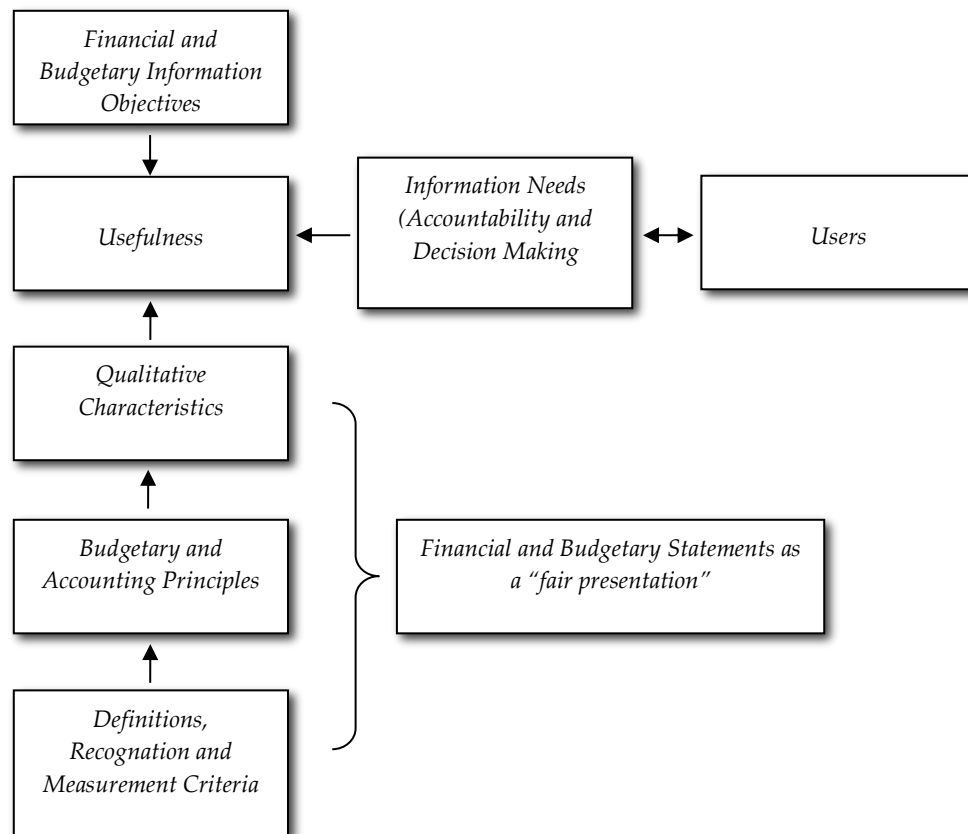 Financial and
Budgetary Information
Objectives
Usefulness
Information Needs
(Accountability and
Decision Making
Users
Qualitative
Characteristics
Budgetary and
Accounting Principles
Financial and Budgetary Statements as
a “fair presentation”
Definitions,
Recognation and
Measurement Criteria